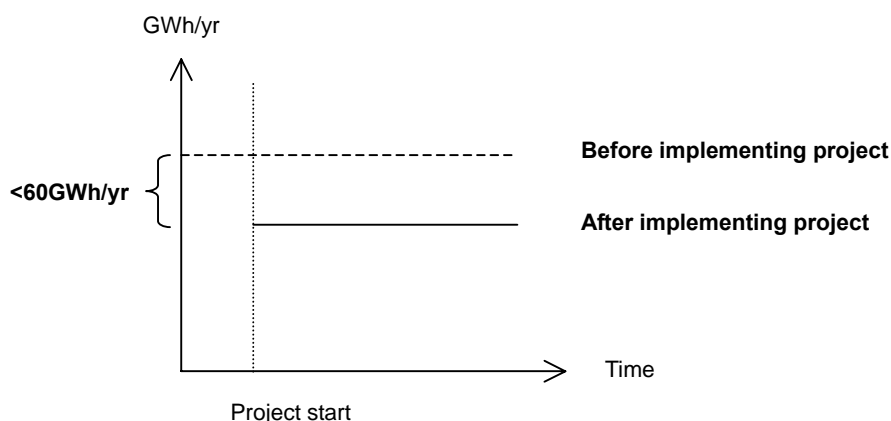 GWh/yr
Before implementing project
<60GWh/yr
After implementing project
Time
Project start